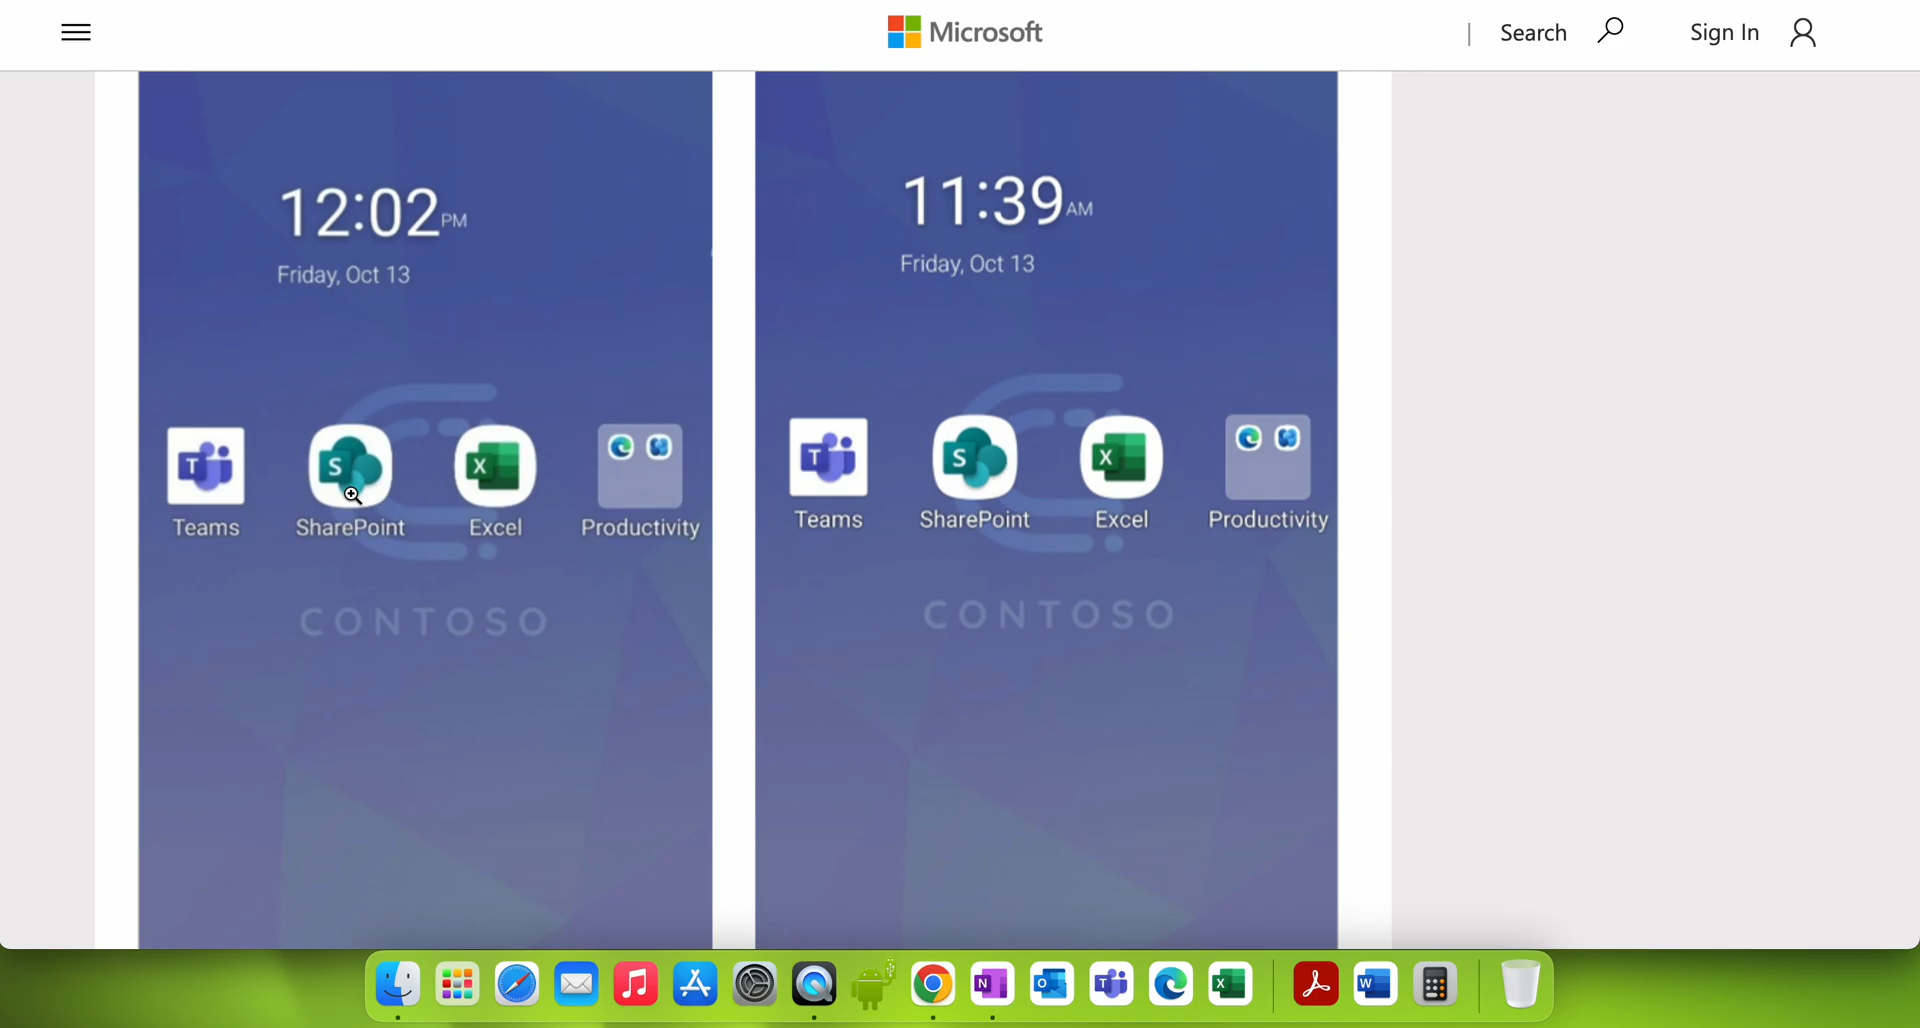 Microsoft
Search
Sign In
12:02 PM
Friday, Oct 13
Teams
SharePoint
Excel
Productivity
CONTOSO
11:39 AM
Friday, Oct 13
Teams
SharePoint
Excel
Productivity
CONTOSO